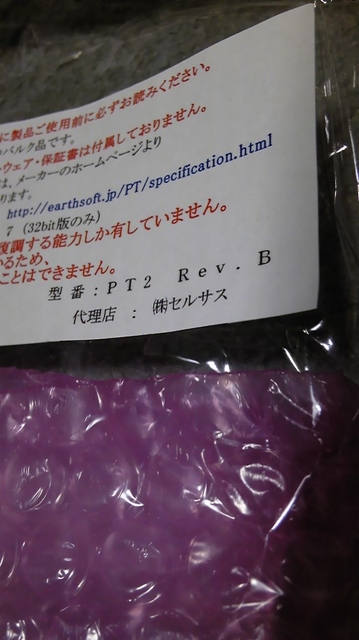 に製品ご使用前に必ずお読みください。
バルク品です。
ウェア・保証書は付属しておりません。
は、メーカーのホームページより
ります。
http://earthsoft.jp/PT/specification.html
7 (32bit版のみ)
復調する能力しか有していません。
いるため、
ことはできません。
型番：PT2 Rev. B
代理店 ： ㈱セルサス